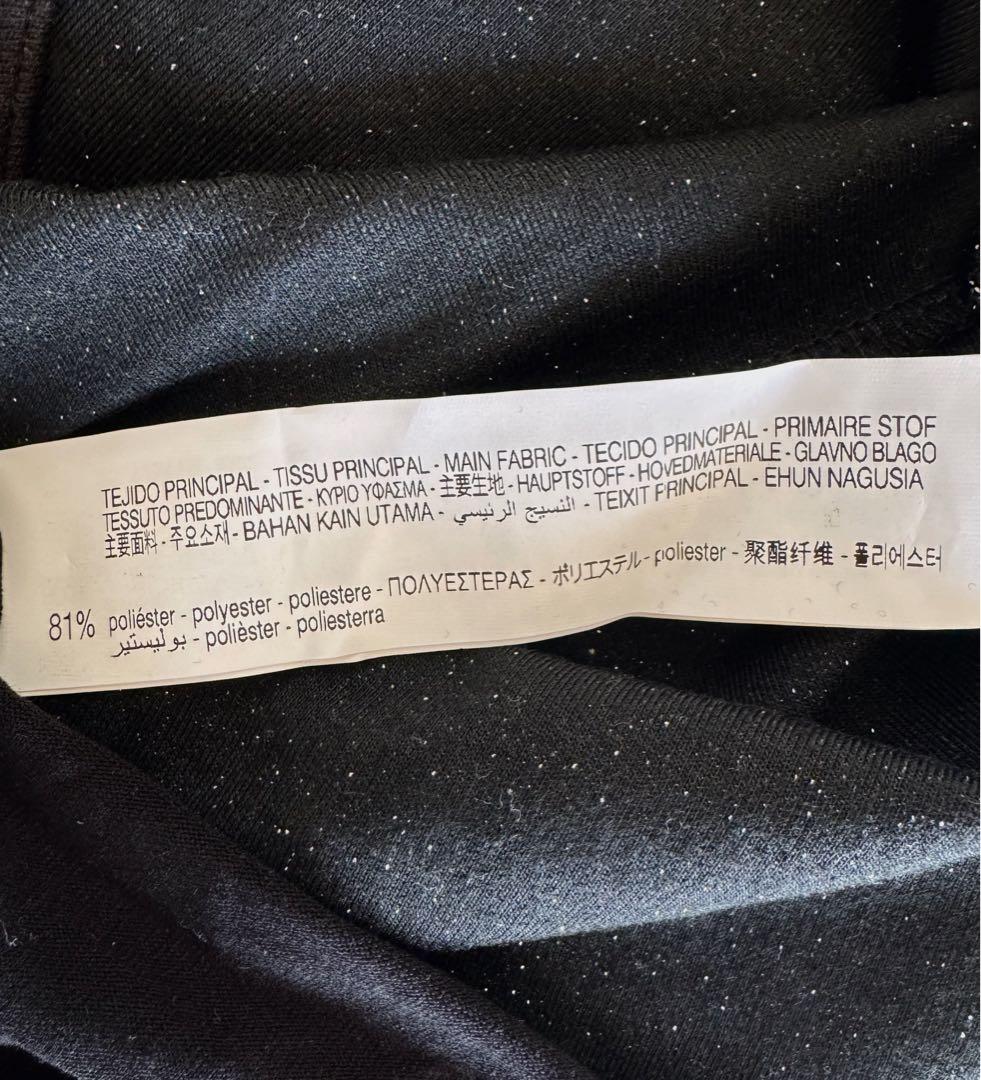 TEJIDO PRINCIPAL - TISSU PRINCIPAL - MAIN FABRIC - TECIDO PRINCIPAL - PRIMAIRE STOF
TESSUTO PREDOMINANTE - ΚΥΡΙΟ ΥΦΑΣΜΑ - 主要生地 - HAUPTSTOFF - HOVEDMATERIALE - GLAVNO BLAGO
主要面料 - 주요소재 - BAHAN KAIN UTAMA - النسيج الرئيسي - TEIXIT PRINCIPAL - EHUN NAGUSIA
81% poliéster - polyester - poliestere - ΠΟΛΥΕΣΤΕΡΑΣ - ポリエステル - poliester - 聚酯纤维 - 폴리에스터
بوليستير - polièster - poliesterra